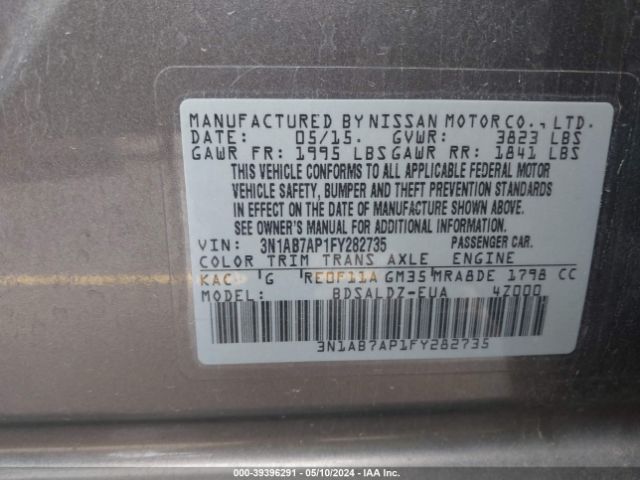 MANUFACTURED BY NISSAN MOTOR CO., LTD.
DATE: 05/15. GVWR: 3823 LBS
GAWR FR: 1995 LBS GAWR RR: 1841 LBS
THIS VEHICLE CONFORMS TO ALL APPLICABLE FEDERAL MOTOR
VEHICLE SAFETY, BUMPER AND THEFT PREVENTION STANDARDS
IN EFFECT ON THE DATE OF MANUFACTURE SHOWN ABOVE.
SEE OWNER'S MANUAL FOR ADDITIONAL INFORMATION.
VIN: 3N1AB7AP1FY282735 PASSENGER CAR.
COLOR TRIM TRANS AXLE ENGINE
KAC G RE0F11A GM35 MRA8DE 1798 CC
MODEL: BDSALDZ-EUA 4Z000
3N1AB7AP1FY282735
000-39396291 - 05/10/2024 - IAA Inc.